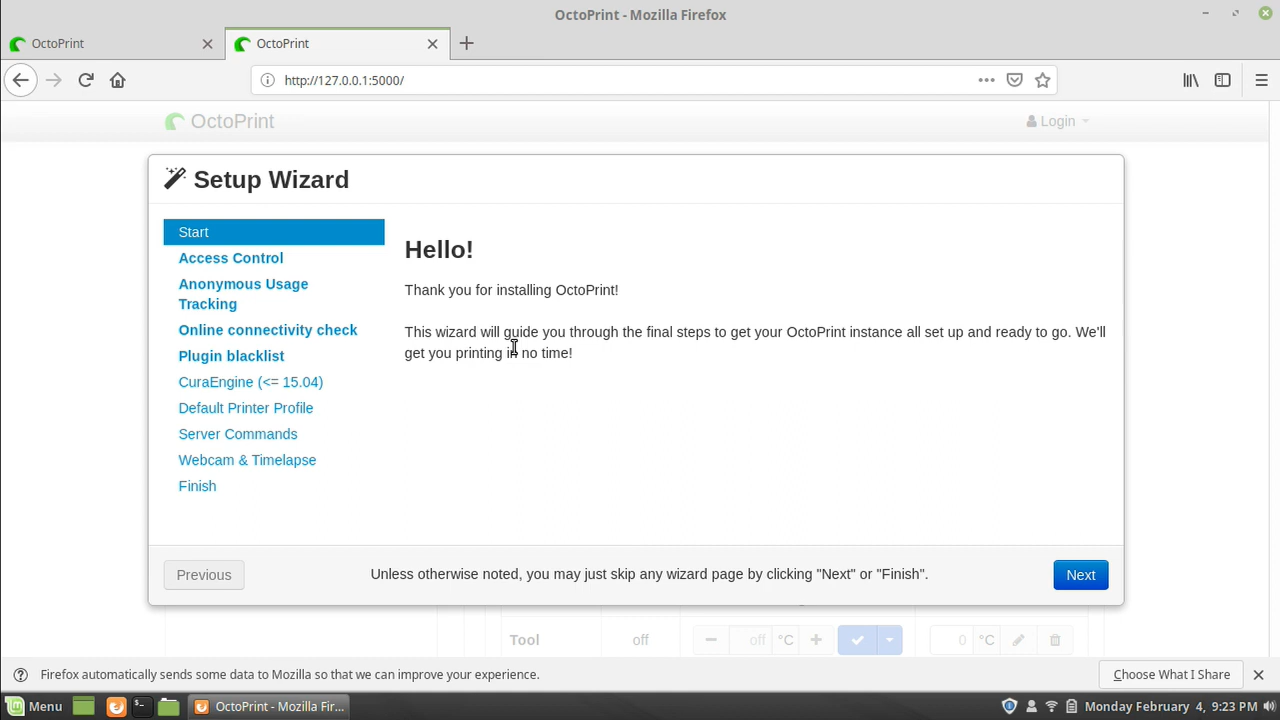 OctoPrint - Mozilla Firefox
OctoPrint
OctoPrint
http://127.0.0.1:5000/
OctoPrint
Login
Setup Wizard
Start
Access Control
Anonymous Usage
Tracking
Online connectivity check
Plugin blacklist
CuraEngine (<= 15.04)
Default Printer Profile
Server Commands
Webcam & Timelapse
Finish
Hello!
Thank you for installing OctoPrint!
This wizard will guide you through the final steps to get your OctoPrint instance all set up and ready to go. We'll
get you printing in no time!
Previous
Unless otherwise noted, you may just skip any wizard page by clicking "Next" or "Finish".
Next
Tool off off °C 0 °C
Firefox automatically sends some data to Mozilla so that we can improve your experience.
Choose What I Share
Menu
OctoPrint - Mozilla Fir...
Monday February 4, 9:23 PM